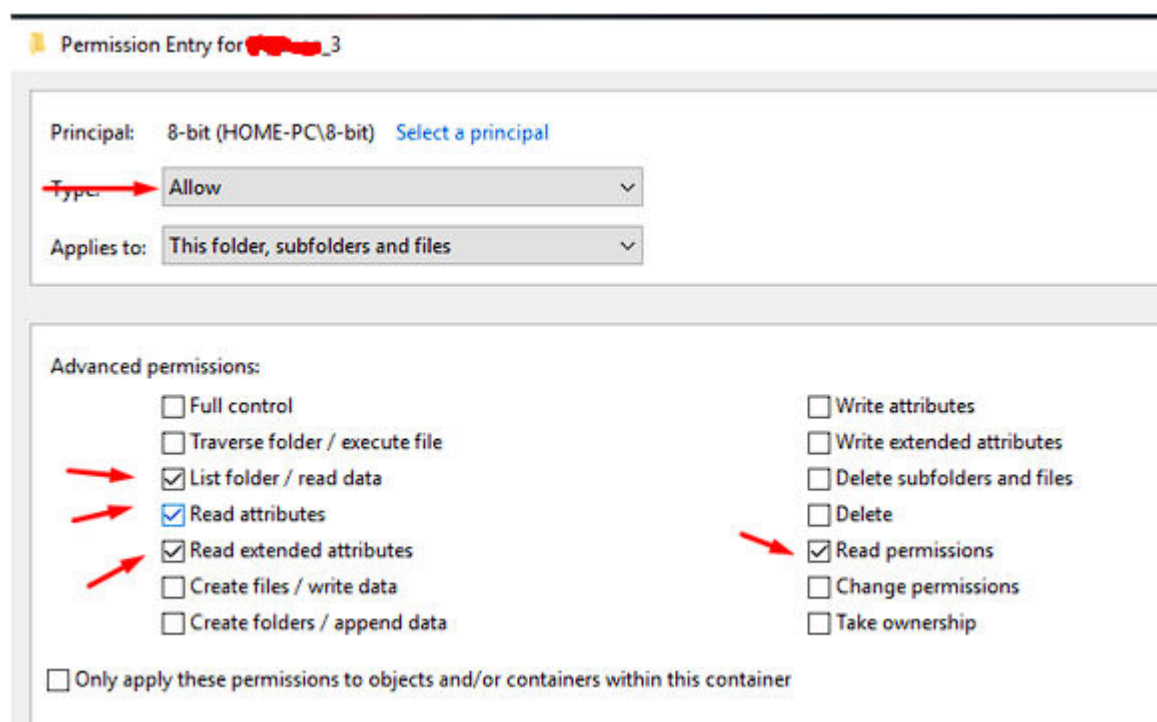 Permission Entry for _3
Principal: 8-bit (HOME-PC\8-bit) Select a principal
Type: Allow
Applies to: This folder, subfolders and files
Advanced permissions:
Full control
Traverse folder / execute file
List folder / read data
Read attributes
Read extended attributes
Create files / write data
Create folders / append data
Write attributes
Write extended attributes
Delete subfolders and files
Delete
Read permissions
Change permissions
Take ownership
Only apply these permissions to objects and/or containers within this container